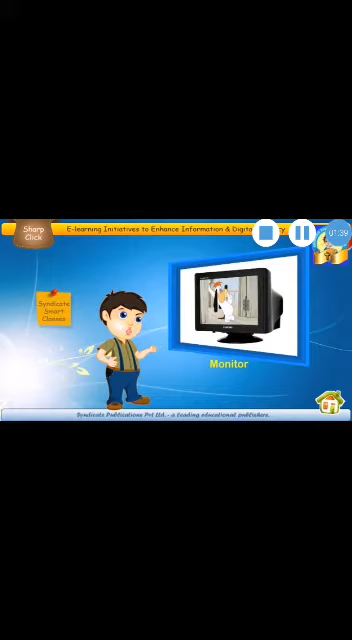 Sharp
Click
E-learning Initiatives to Enhance Information & Digita
01:39
Syndicate
Smart
Classes
Monitor
Syndicate Publications Pvt Ltd.- a leading educational publishers.